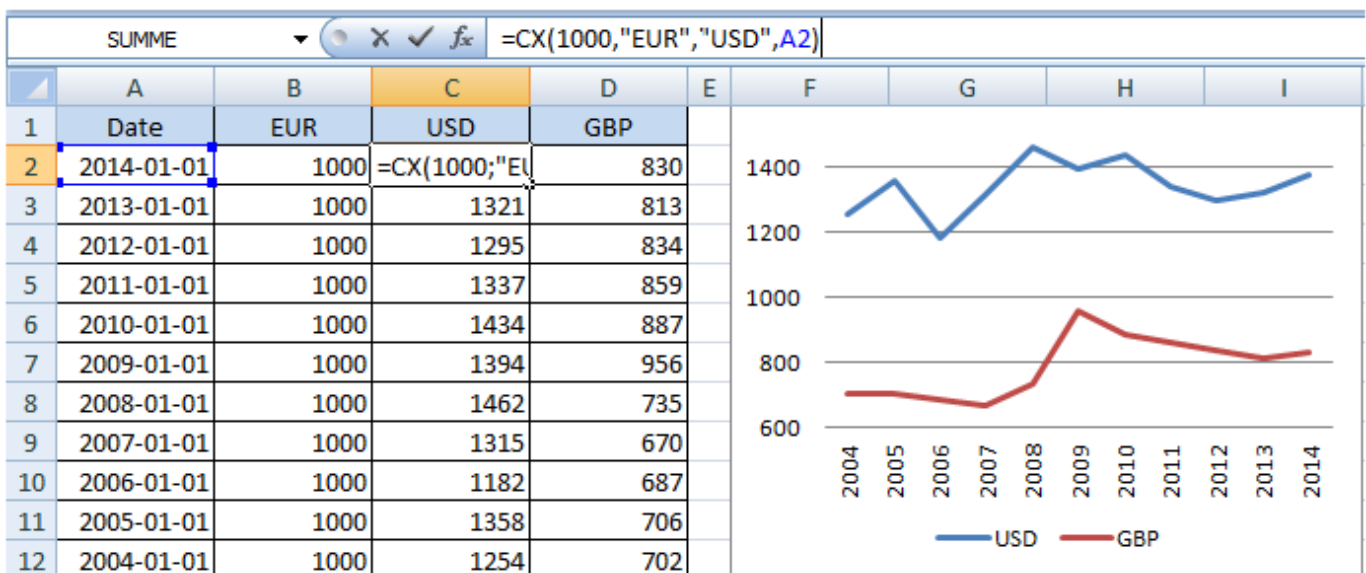 SUMME fx =CX(1000,"EUR","USD",A2)
A B C D E F G H I
1 Date EUR USD GBP
2 2014-01-01 1000 =CX(1000;"EU 830
3 2013-01-01 1000 1321 813
4 2012-01-01 1000 1295 834
5 2011-01-01 1000 1337 859
6 2010-01-01 1000 1434 887
7 2009-01-01 1000 1394 956
8 2008-01-01 1000 1462 735
9 2007-01-01 1000 1315 670
10 2006-01-01 1000 1182 687
11 2005-01-01 1000 1358 706
12 2004-01-01 1000 1254 702
1400
1200
1000
800
600
2004 2005 2006 2007 2008 2009 2010 2011 2012 2013 2014
USD GBP